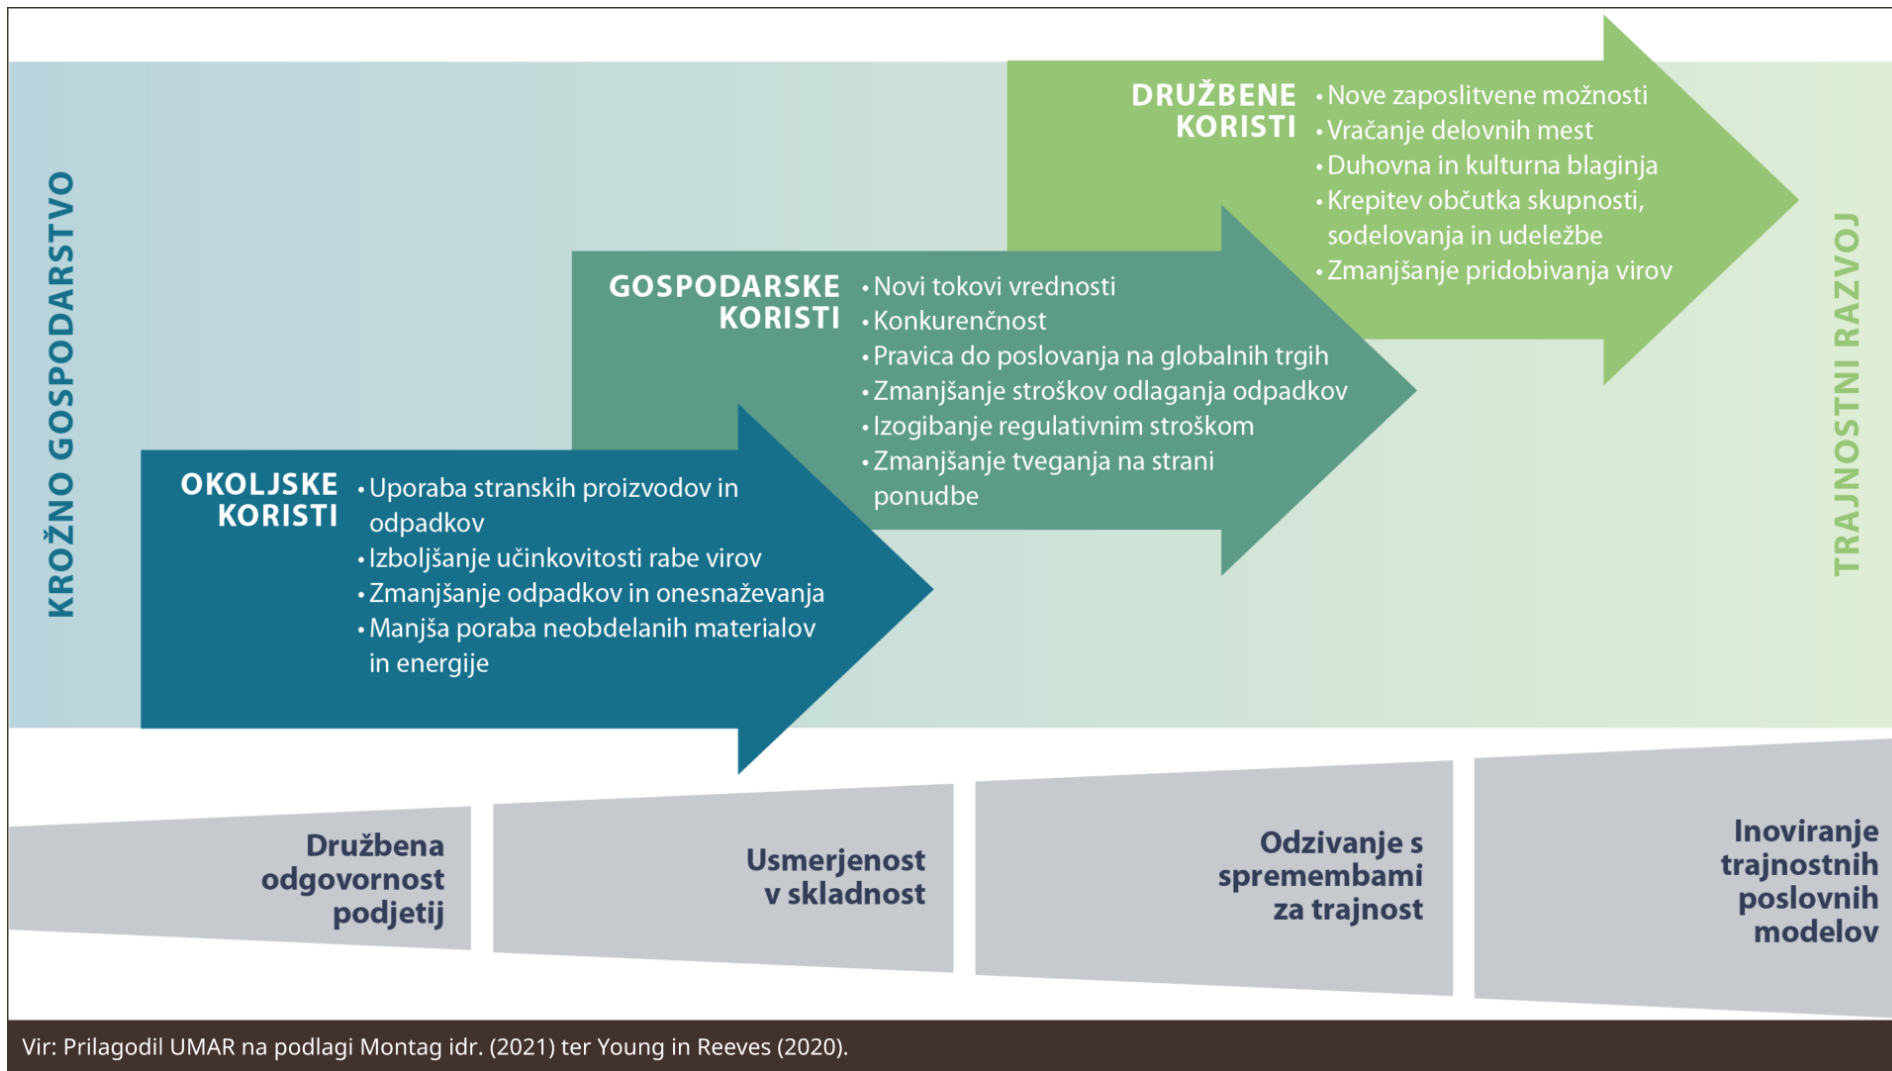 KROŽNO GOSPODARSTVO
OKOLJSKE
KORISTI
• Uporaba stranskih proizvodov in
odpadkov
• Izboljšanje učinkovitosti rabe virov
• Zmanjšanje odpadkov in onesnaževanja
• Manjša poraba neobdelanih materialov
in energije
GOSPODARSKE
KORISTI
• Novi tokovi vrednosti
• Konkurenčnost
• Pravica do poslovanja na globalnih trgih
• Zmanjšanje stroškov odlaganja odpadkov
• Izogibanje regulativnim stroškom
• Zmanjšanje tveganja na strani
ponudbe
DRUŽBENE
KORISTI
• Nove zaposlitvene možnosti
• Vračanje delovnih mest
• Duhovna in kulturna blaginja
• Krepitev občutka skupnosti,
sodelovanja in udeležbe
• Zmanjšanje pridobivanja virov
TRAJNOSTNI RAZVOJ
Družbena
odgovornost
podjetij
Usmerjenost
v skladnost
Odzivanje s
spremembami
za trajnost
Inoviranje
trajnostnih
poslovnih
modelov
Vir: Prilagodil UMAR na podlagi Montag idr. (2021) ter Young in Reeves (2020).